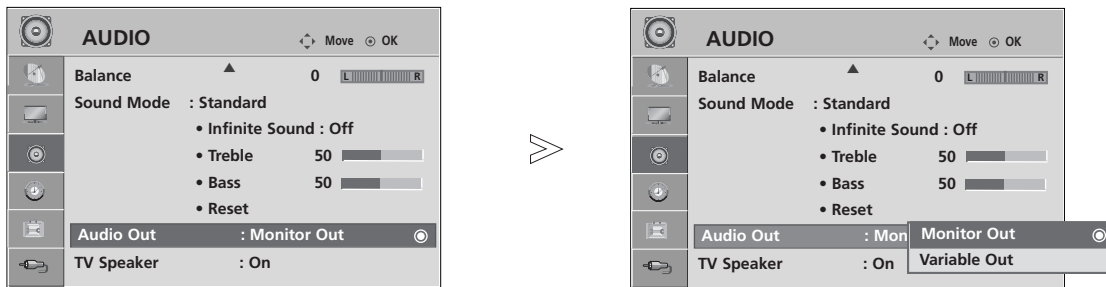 AUDIO Move OK
Balance 0 L R
Sound Mode : Standard
• Infinite Sound : Off
• Treble 50
• Bass 50
• Reset
Audio Out : Monitor Out
TV Speaker : On
AUDIO Move OK
Balance 0 L R
Sound Mode : Standard
• Infinite Sound : Off
• Treble 50
• Bass 50
• Reset
Audio Out : Mon Monitor Out
TV Speaker : On Variable Out